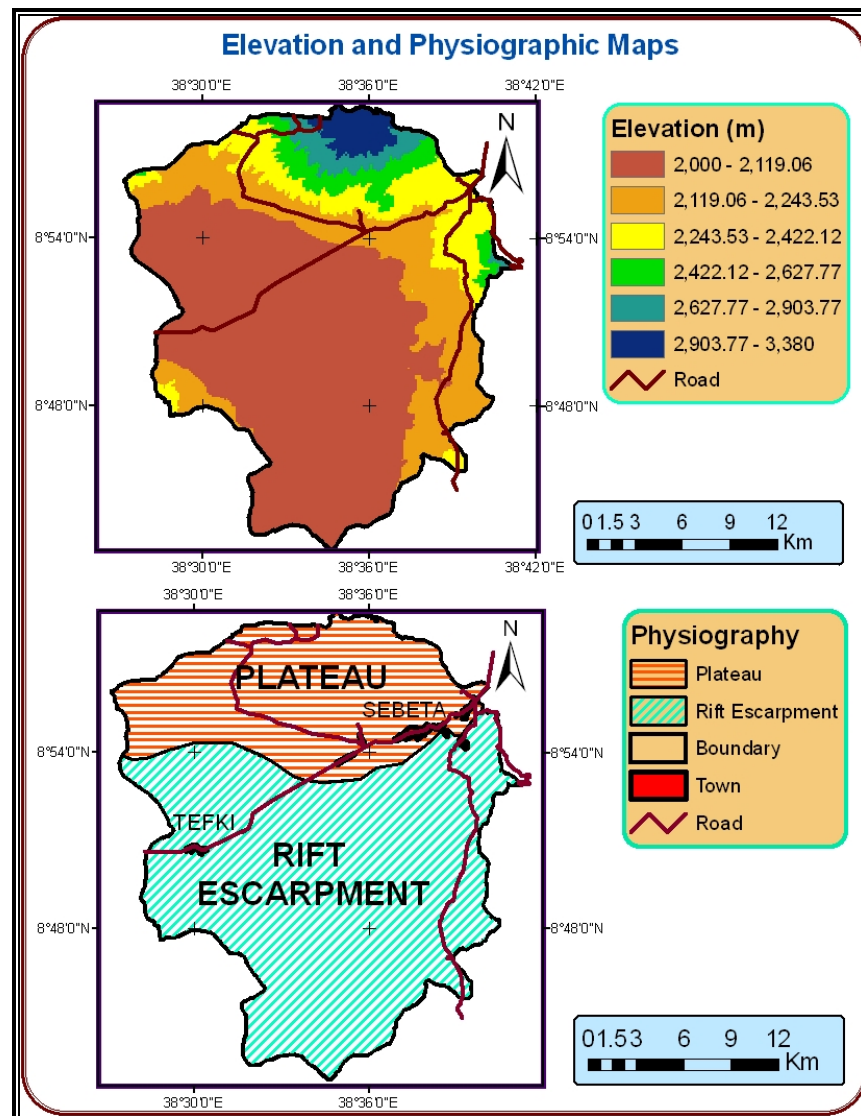 Elevation and Physiographic Maps
38°30'0"E 38°36'0"E 38°42'0"E
N
8°54'0"N 8°54'0"N
8°48'0"N 8°48'0"N
38°30'0"E 38°36'0"E 38°42'0"E
Elevation (m)
2,000 - 2,119.06
2,119.06 - 2,243.53
2,243.53 - 2,422.12
2,422.12 - 2,627.77
2,627.77 - 2,903.77
2,903.77 - 3,380
Road
0 1.5 3 6 9 12
Km
38°30'0"E 38°36'0"E
N
PLATEAU
SEBETA
8°54'0"N 8°54'0"N
TEFKI
RIFT
ESCARPMENT
8°48'0"N 8°48'0"N
38°30'0"E 38°36'0"E
Physiography
Plateau
Rift Escarpment
Boundary
Town
Road
0 1.5 3 6 9 12
Km